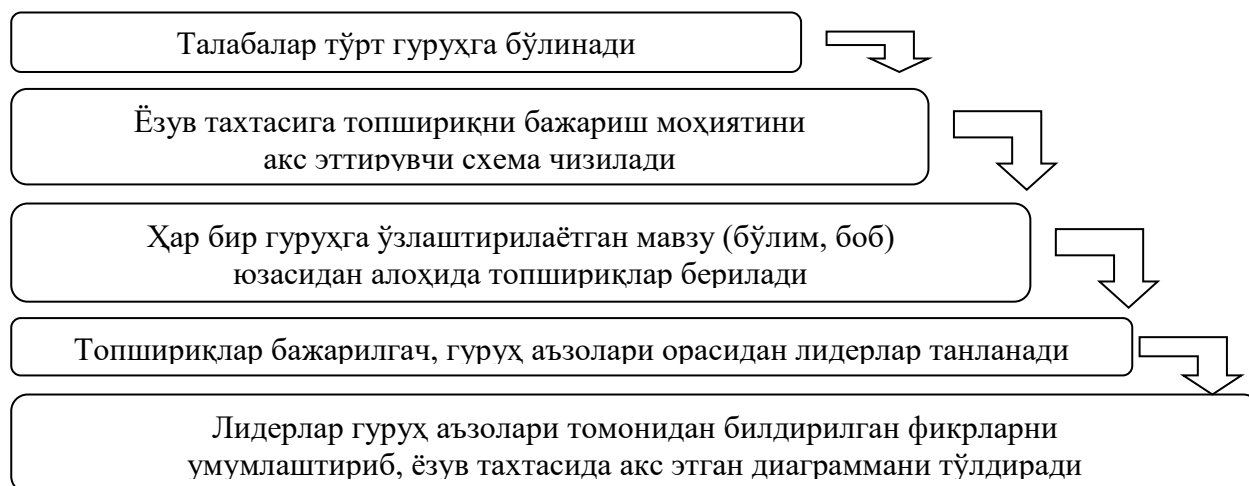 Талабалар тўрт гуруҳга бўлинади
Ёзув тахтасига топшириқни бажариш моҳиятини
акс эттирувчи схема чизилади
Ҳар бир гуруҳга ўзлаштирилаётган мавзу (бўлим, боб)
юзасидан алоҳида топшириқлар берилади
Топшириқлар бажарилгач, гуруҳ аъзолари орасидан лидерлар танланади
Лидерлар гуруҳ аъзолари томонидан билдирилган фикрларни
умумлаштириб, ёзув тахтасида акс этган диаграммани тўлдиради